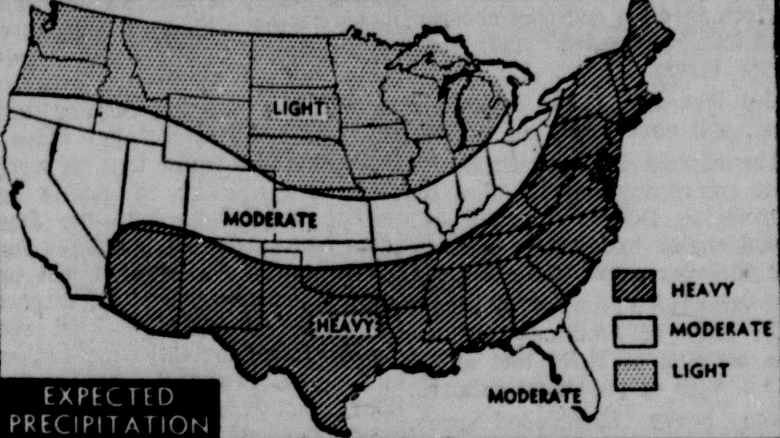 LIGHT
MODERATE
HEAVY
HEAVY
MODERATE
LIGHT
MODERATE
EXPECTED
PRECIPITATION